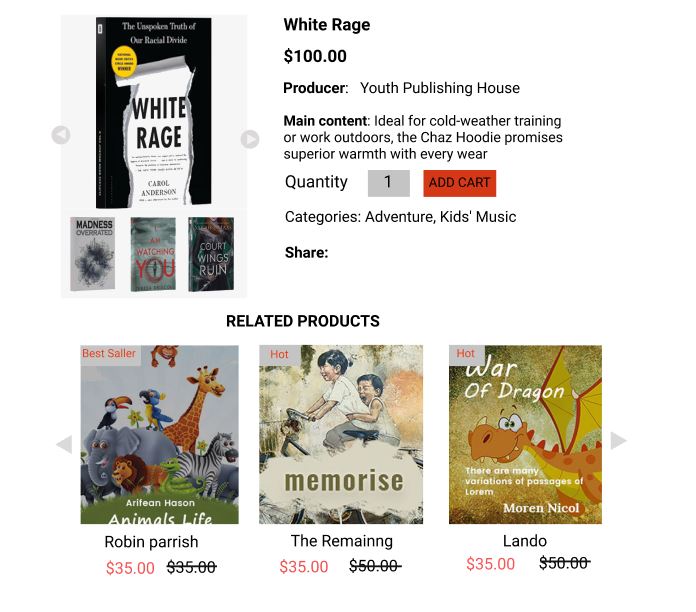 The Unspoken Truth of
Our Racial Divide
WINNER
WHITE
RAGE
CAROL
ANDERSON
MADNESS
OVERRATED
I AM
WATCHING
YOU
TERESA DRISCOLL
COURT
WINGS
RUIN
White Rage
$100.00
Producer: Youth Publishing House
Main content: Ideal for cold-weather training
or work outdoors, the Chaz Hoodie promises
superior warmth with every wear
Quantity 1 ADD CART
Categories: Adventure, Kids' Music
Share:
RELATED PRODUCTS
Best Saller
Arifean Hason
Animals Life
Robin parrish
$35.00 $35.00
Hot
memorise
The Remainng
$35.00 $50.00
Hot
War
Of Dragon
There are many
variations of passages of
Lorem
Moren Nicol
Lando
$35.00 $50.00